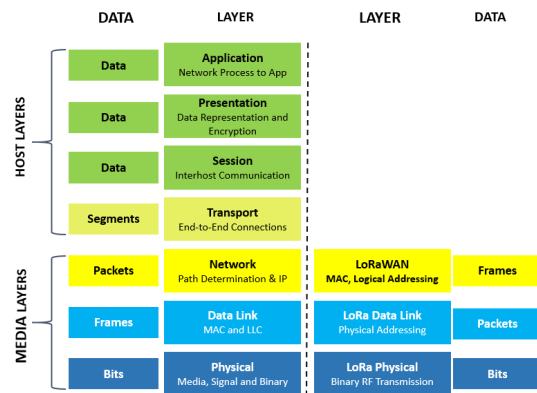 DATA LAYER LAYER DATA
HOST LAYERS
Data
Application
Network Process to App
Data
Presentation
Data Representation and
Encryption
Data
Session
Interhost Communication
Segments
Transport
End-to-End Connections
MEDIA LAYERS
Packets
Network
Path Determination & IP
LoRaWAN
MAC, Logical Addressing
Frames
Frames
Data Link
MAC and LLC
LoRa Data Link
Physical Addressing
Packets
Bits
Physical
Media, Signal and Binary
LoRa Physical
Binary RF Transmission
Bits